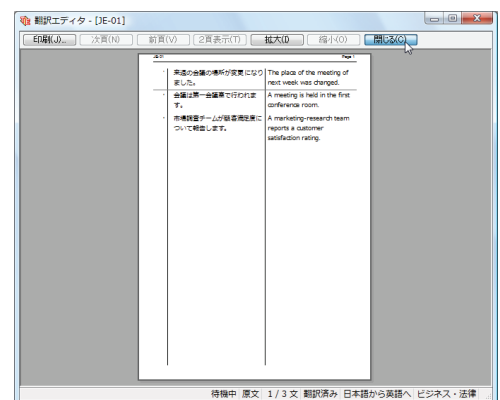 翻訳エディタ - [JE-01]
印刷(J)... 次頁(N) 前頁(V) 2頁表示(T) 拡大(I) 縮小(O) 閉じる(C)
JE-01 Page 1
来週の会議の場所が変更になり
ました。
The place of the meeting of
next week was changed.
会議は第一会議室で行われま
す。
A meeting is held in the first
conference room.
市場調査チームが顧客満足度に
ついて報告します。
A marketing-research team
reports a customer
satisfaction rating.
待機中 原文 1 / 3 文 翻訳済み 日本語から英語へ ビジネス・法律